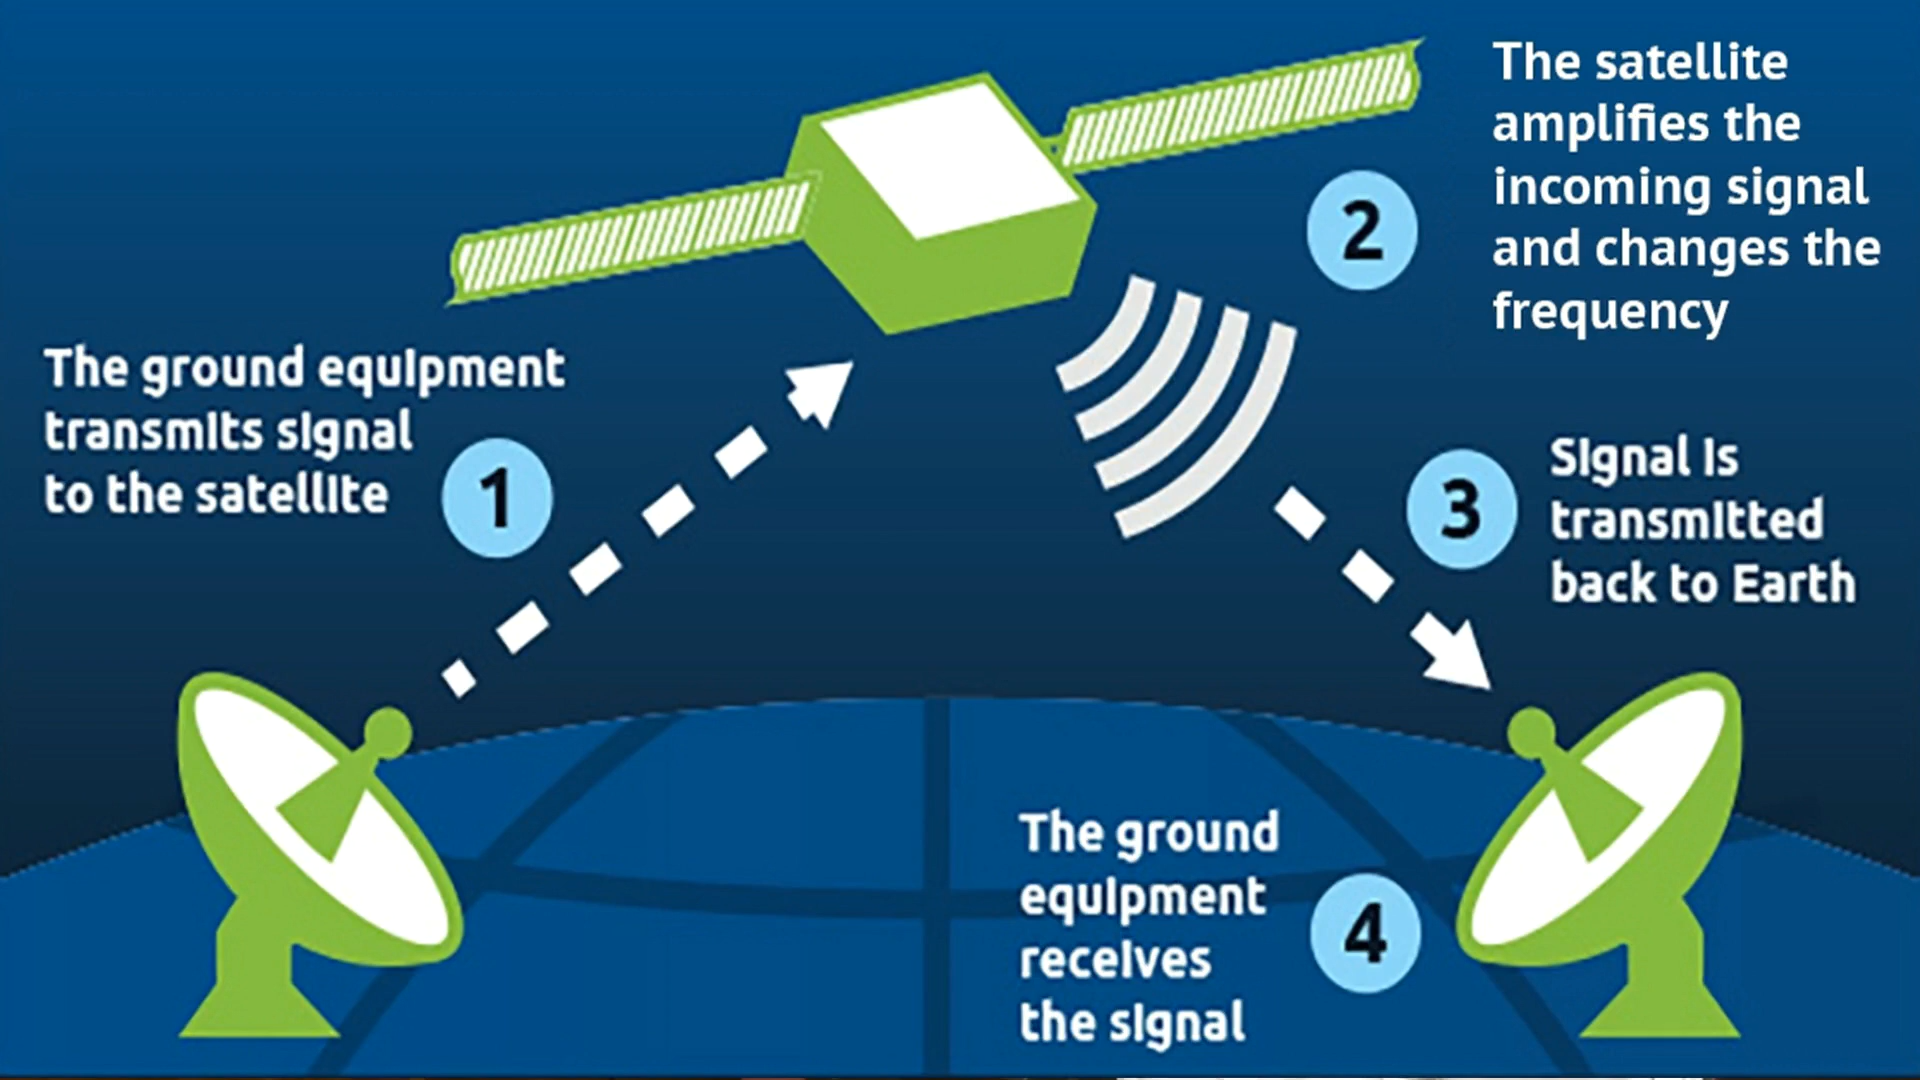 The ground equipment
transmits signal
to the satellite
1
The satellite
amplifies the
incoming signal
and changes the
frequency
2
3
Signal is
transmitted
back to Earth
The ground
equipment
receives
the signal
4